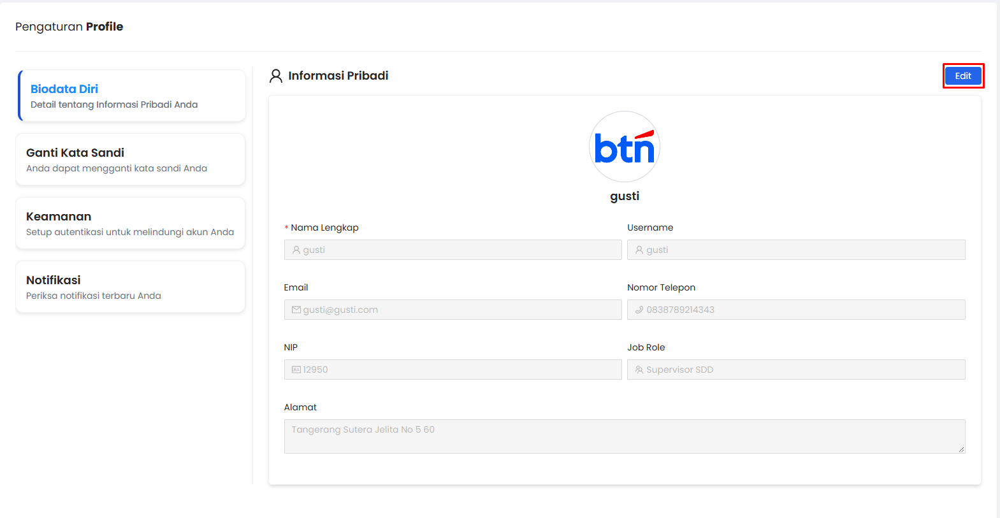 Pengaturan Profile
Biodata Diri
Detail tentang Informasi Pribadi Anda
Ganti Kata Sandi
Anda dapat mengganti kata sandi Anda
Keamanan
Setup autentikasi untuk melindungi akun Anda
Notifikasi
Periksa notifikasi terbaru Anda
Informasi Pribadi
Edit
btn
gusti
* Nama Lengkap
gusti
Username
gusti
Email
gusti@gusti.com
Nomor Telepon
0838789214343
NIP
12950
Job Role
Supervisor SDD
Alamat
Tangerang Sutera Jelita No 5 60